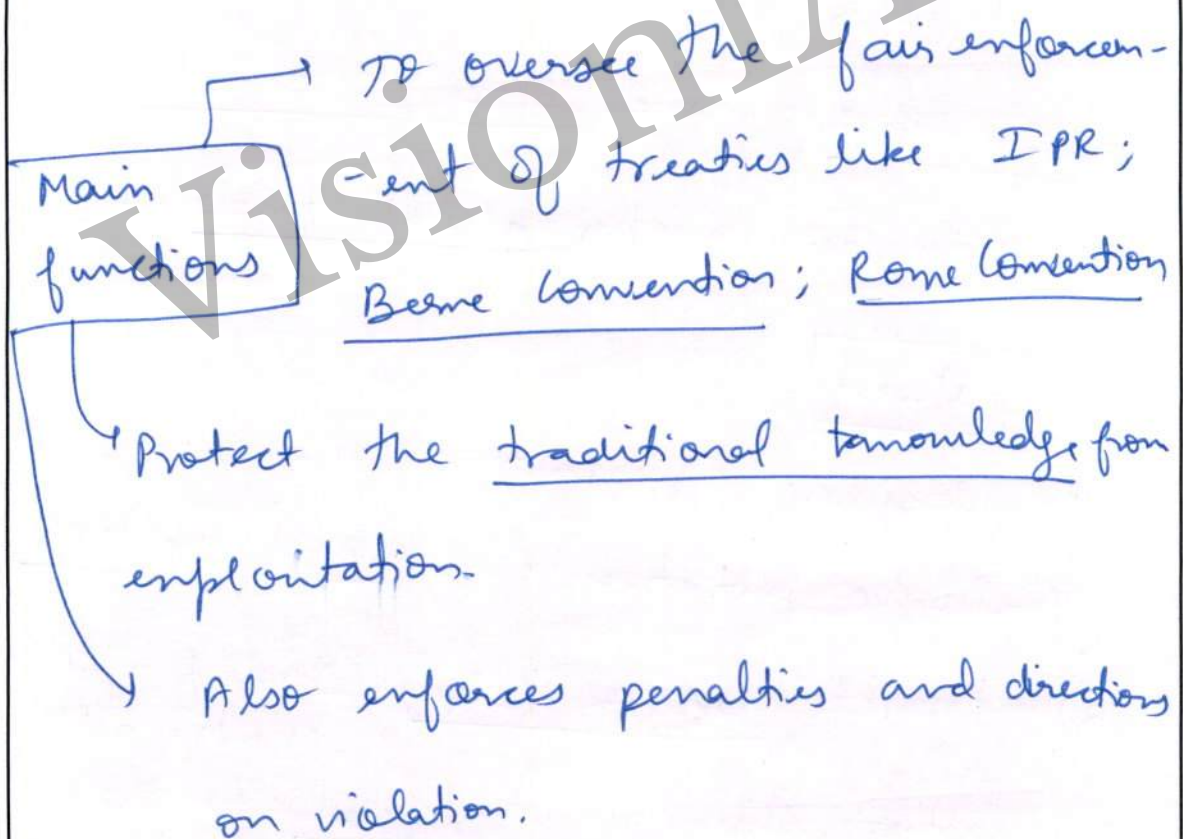 VisionIA
To oversee the fair enforcem-
Main
functions
-ent of treaties like IPR;
Berne Convention; Rome Convention
Protect the traditional knowledge from
exploitation.
Also enforces penalties and directions
on violation.